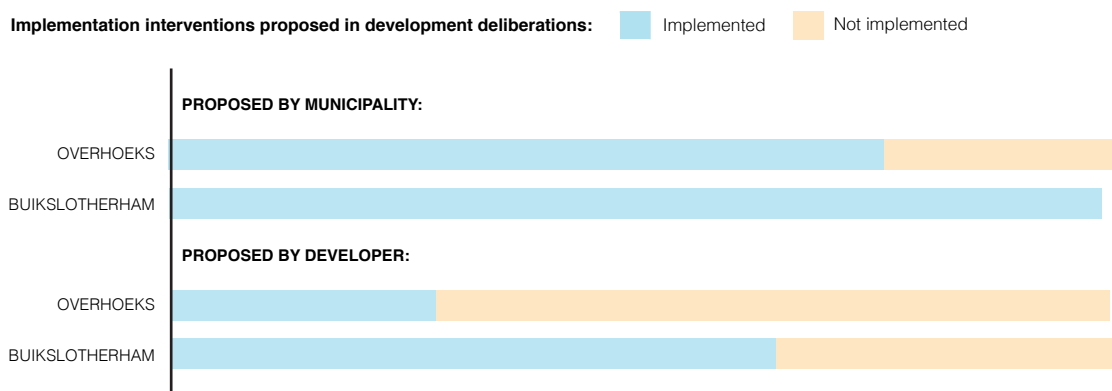 Implementation interventions proposed in development deliberations: Implemented Not implemented
PROPOSED BY MUNICIPALITY:
OVERHOEKS
BUIKSLOTHERHAM
PROPOSED BY DEVELOPER:
OVERHOEKS
BUIKSLOTHERHAM